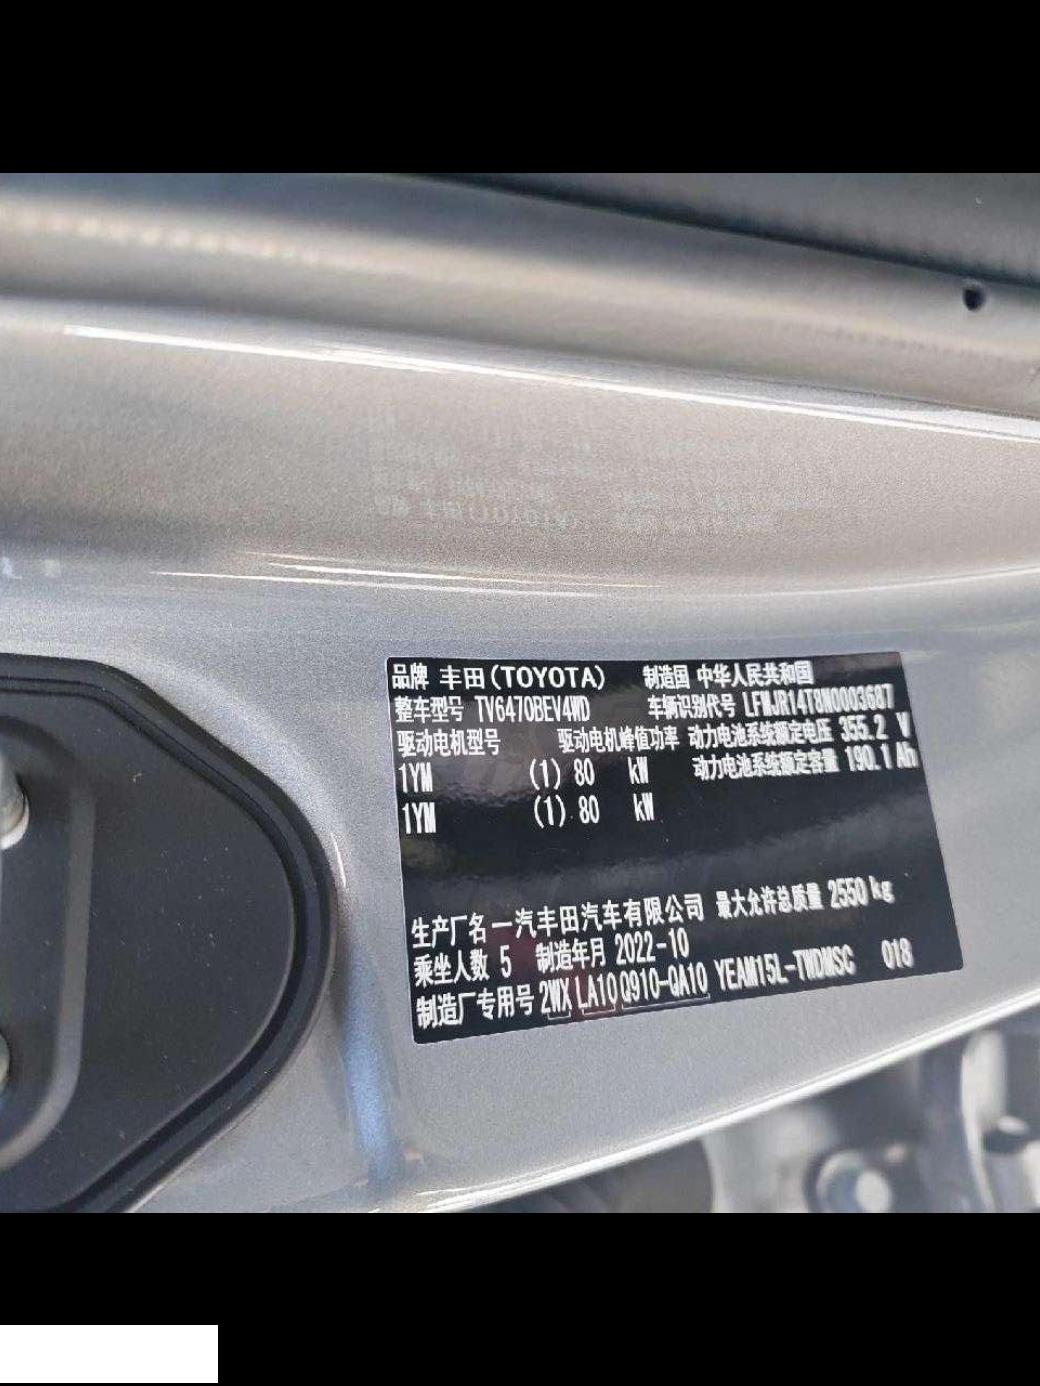 品牌 丰田(TOYOTA) 制造国 中华人民共和国
整车型号 TV6470BEV4WD 车辆识别代号 LFMJR14T8N0003687
驱动电机型号 驱动电机峰值功率 动力电池系统额定电压 355.2 V
1YM (1) 80 kW 动力电池系统额定容量 190.1 Ah
1YM (1) 80 kW
生产厂名 一汽丰田汽车有限公司 最大允许总质量 2550 kg
乘坐人数 5 制造年月 2022-10
制造厂专用号 2WX LA10 Q910-QA10 YEAM15L-TWDMSC 018